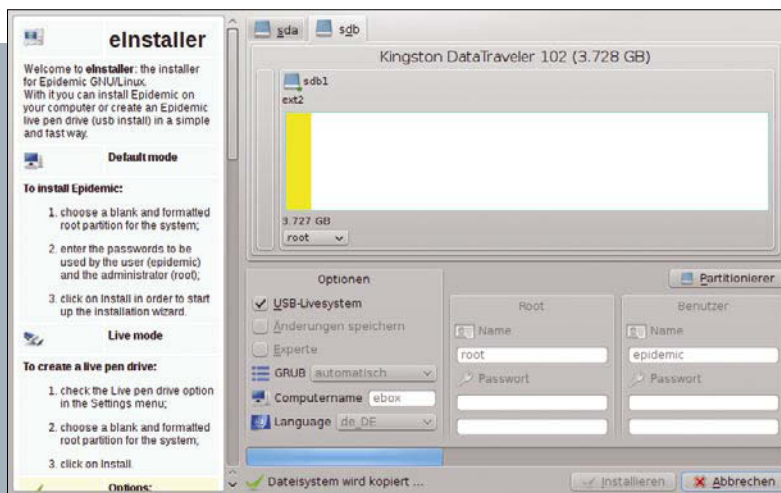 eInstaller
Welcome to eInstaller: the installer
for Epidemic GNU/Linux.
With it you can install Epidemic on
your computer or create an Epidemic
live pen drive (usb install) in a simple
and fast way.
Default mode
To install Epidemic:
1. choose a blank and formatted
root partition for the system;
2. enter the passwords to be
used by the user (epidemic)
and the administrator (root);
3. click on Install in order to start
up the installation wizard.
Live mode
To create a live pen drive:
1. check the Live pen drive option
in the Settings menu;
2. choose a blank and formatted
root partition for the system;
3. click on Install.
Options:
sda
sdb
Kingston DataTraveler 102 (3.728 GB)
sdb1
ext2
3.727 GB
root
Partitionierer
Optionen
USB-Livesystem
Änderungen speichern
Experte
GRUB automatisch
Computername ebox
Language de_DE
Root
Name
root
Passwort
Benutzer
Name
epidemic
Passwort
Dateisystem wird kopiert ...
Installieren
Abbrechen